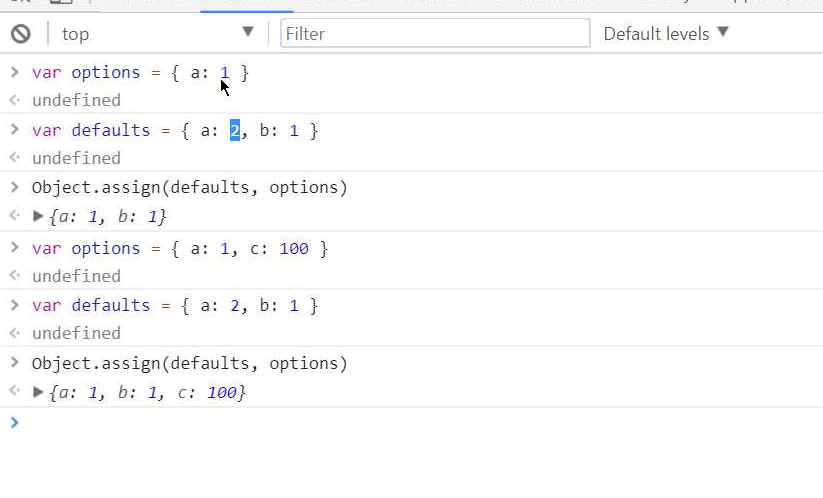 top Filter Default levels
> var options = { a: 1 }
undefined
> var defaults = { a: 2, b: 1 }
undefined
> Object.assign(defaults, options)
{a: 1, b: 1}
> var options = { a: 1, c: 100 }
undefined
> var defaults = { a: 2, b: 1 }
undefined
> Object.assign(defaults, options)
{a: 1, b: 1, c: 100}
>